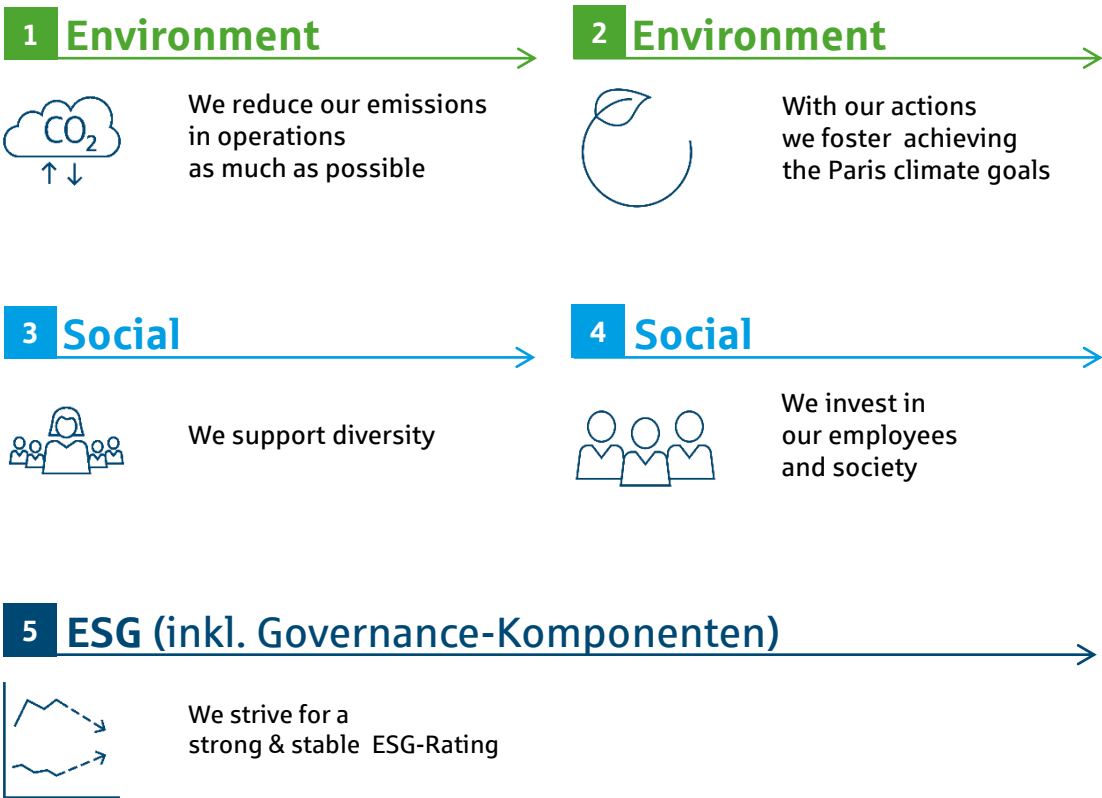 1 Environment
CO2
We reduce our emissions
in operations
as much as possible
2 Environment
With our actions
we foster achieving
the Paris climate goals
3 Social
We support diversity
4 Social
We invest in
our employees
and society
5 ESG (inkl. Governance-Komponenten)
We strive for a
strong & stable ESG-Rating